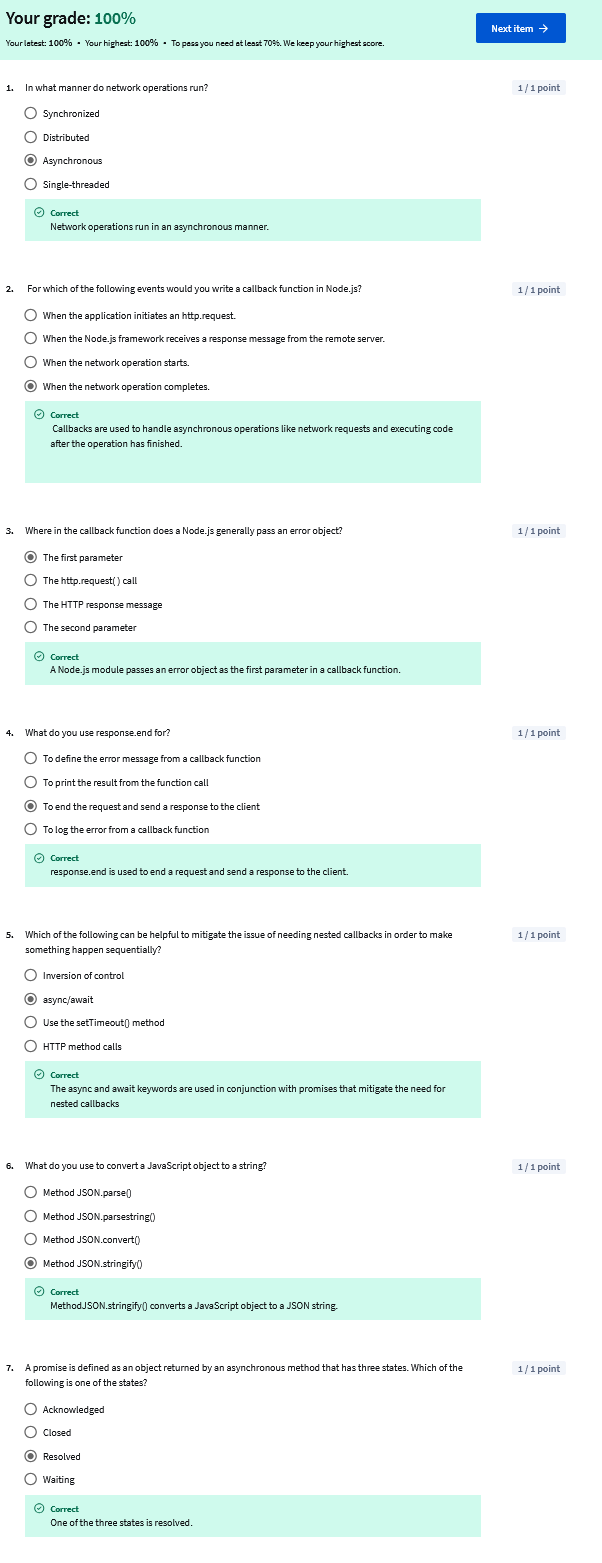 Your grade: 100%
Next item →
Your latest: 100% • Your highest: 100% • To pass you need at least 70%. We keep your highest score.
1. In what manner do network operations run? 1 / 1 point
Synchronized
Distributed
Asynchronous
Single-threaded
Correct
Network operations run in an asynchronous manner.
2. For which of the following events would you write a callback function in Node.js? 1 / 1 point
When the application initiates an http.request.
When the Node.js framework receives a response message from the remote server.
When the network operation starts.
When the network operation completes.
Correct
Callbacks are used to handle asynchronous operations like network requests and executing code
after the operation has finished.
3. Where in the callback function does a Node.js generally pass an error object? 1 / 1 point
The first parameter
The http.request( ) call
The HTTP response message
The second parameter
Correct
A Node.js module passes an error object as the first parameter in a callback function.
4. What do you use response.end for? 1 / 1 point
To define the error message from a callback function
To print the result from the function call
To end the request and send a response to the client
To log the error from a callback function
Correct
response.end is used to end a request and send a response to the client.
5. Which of the following can be helpful to mitigate the issue of needing nested callbacks in order to make 1 / 1 point
something happen sequentially?
Inversion of control
async/await
Use the setTimeout() method
HTTP method calls
Correct
The async and await keywords are used in conjunction with promises that mitigate the need for
nested callbacks
6. What do you use to convert a JavaScript object to a string? 1 / 1 point
Method JSON.parse()
Method JSON.parsestring()
Method JSON.convert()
Method JSON.stringify()
Correct
MethodJSON.stringify() converts a JavaScript object to a JSON string.
7. A promise is defined as an object returned by an asynchronous method that has three states. Which of the 1 / 1 point
following is one of the states?
Acknowledged
Closed
Resolved
Waiting
Correct
One of the three states is resolved.